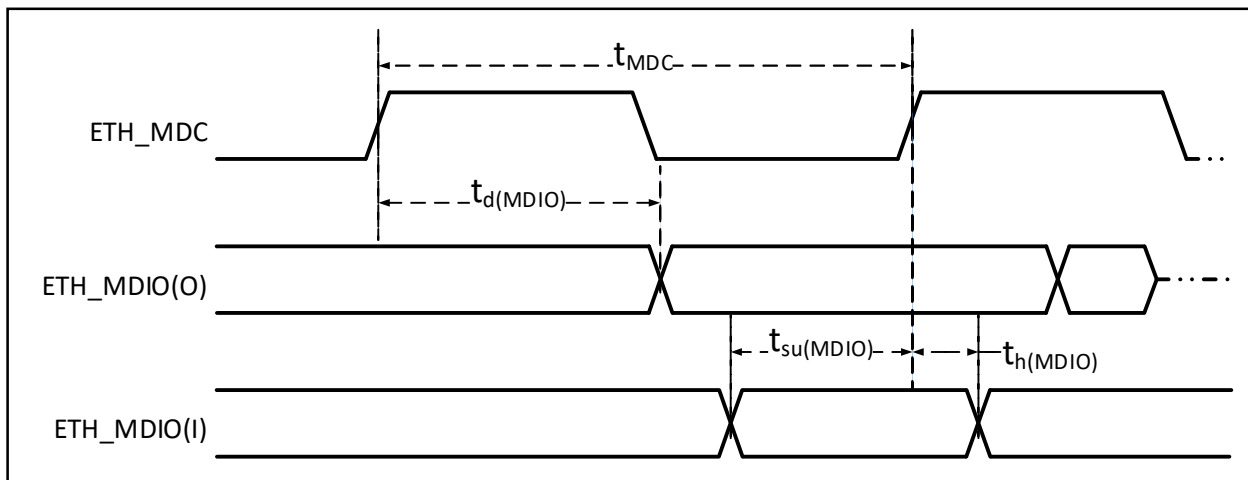 tMDC
ETH_MDC
td(MDIO)
ETH_MDIO(O)
tsu(MDIO)
th(MDIO)
ETH_MDIO(I)